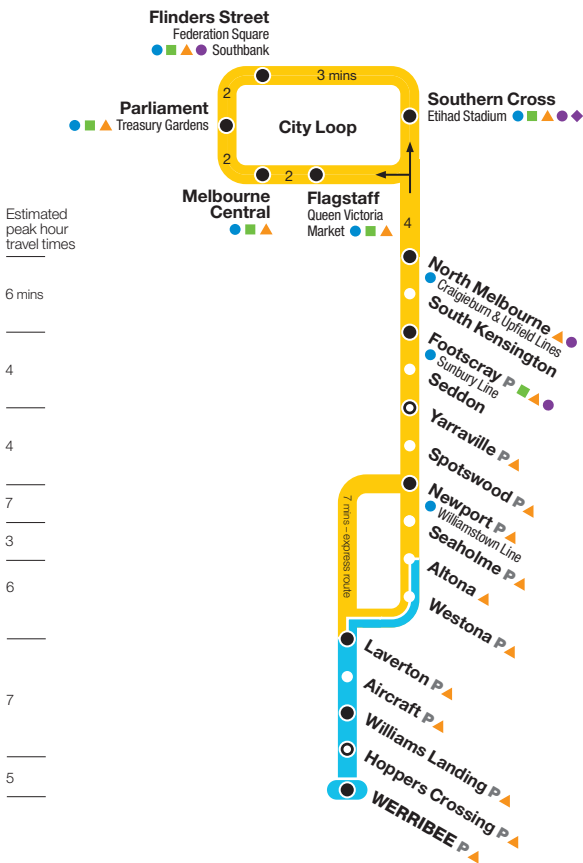 Flinders Street
Federation Square
Southbank
3 mins
2
Parliament
Treasury Gardens
City Loop
Southern Cross
Etihad Stadium
2
2
Melbourne
Central
Flagstaff
Queen Victoria
Market
4
Estimated
peak hour
travel times
6 mins
4
4
7
3
6
7
5
North Melbourne
Craigieburn & Upfield Lines
South Kensington
Footscray P
Sunbury Line
Seddon
Yarraville P
Spotswood P
Newport P
Williamstown Line
Seaholme P
Altona
Westona P
7 mins – express route
Laverton P
Aircraft P
Williams Landing P
Hoppers Crossing P
WERRIBEE P